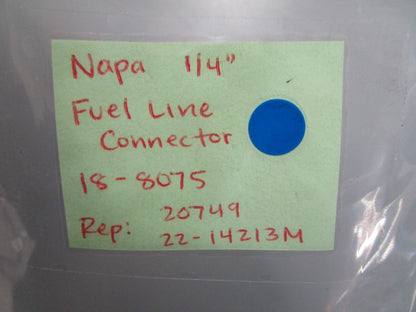 Napa 1/4"
Fuel Line
Connector
18-8075
Rep: 20749
22-14213M